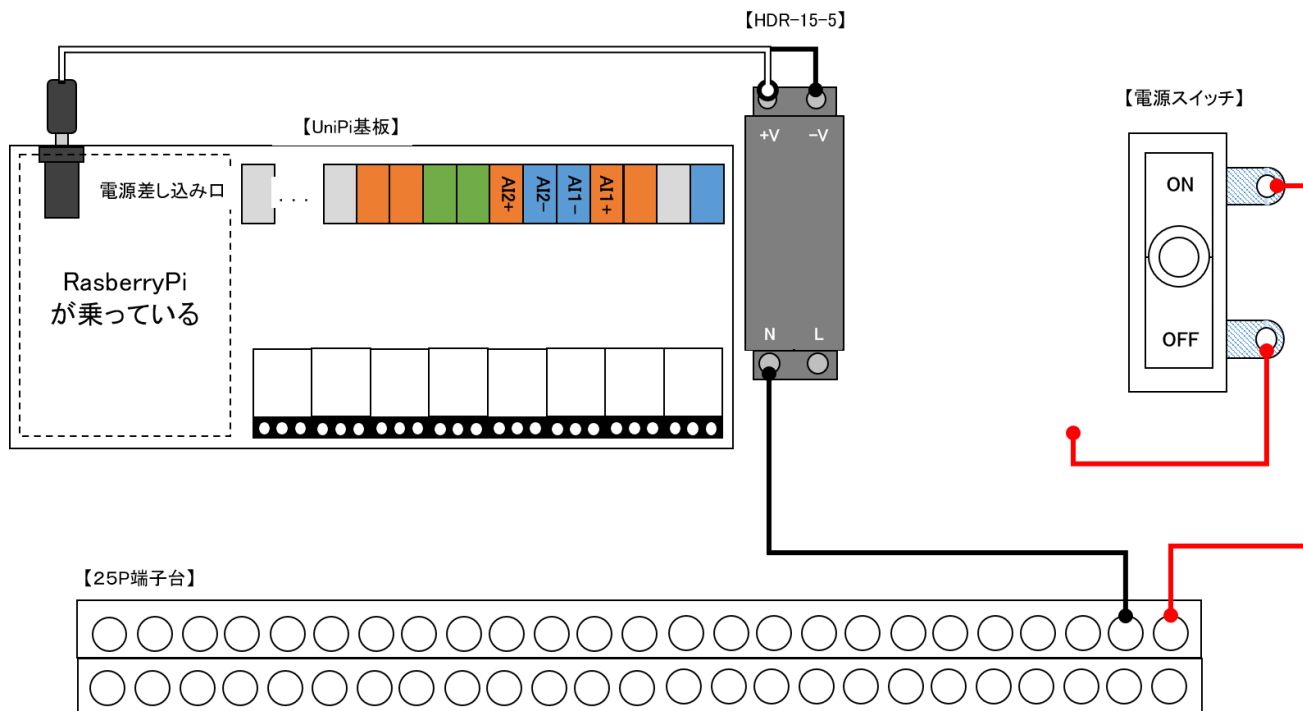 【HDR-15-5】
【電源スイッチ】
【UniPi基板】
+V
-V
電源差し込み口
...
AI2+
AI2-
AI1-
AI1+
ON
RasberryPi
が乗っている
N
L
OFF
【25P端子台】